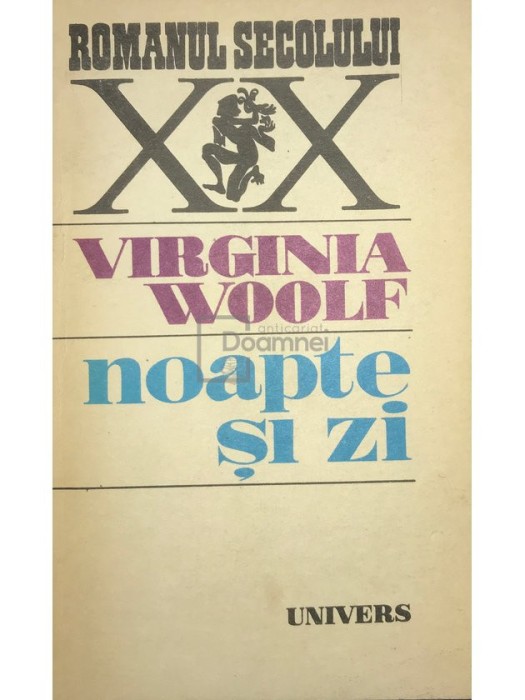 ROMANUL SECOLULUI
XX
VIRGINIA
WOOLF
anticariat
Doamnei
noapte
și zi
UNIVERS